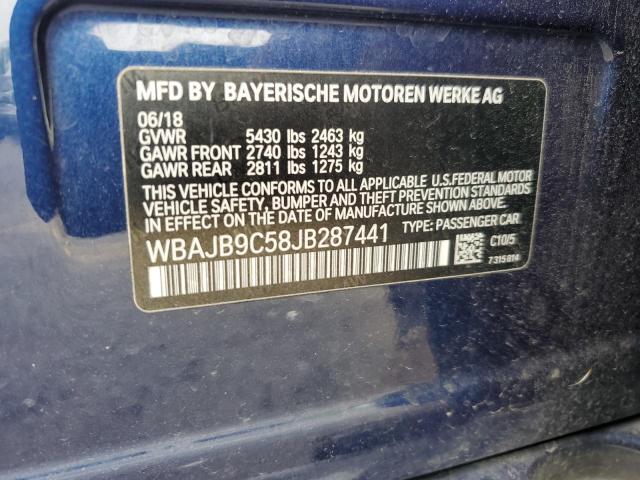 MFD BY BAYERISCHE MOTOREN WERKE AG
06/18
GVWR 5430 lbs 2463 kg
GAWR FRONT 2740 lbs 1243 kg
GAWR REAR 2811 lbs 1275 kg
THIS VEHICLE CONFORMS TO ALL APPLICABLE U.S.FEDERAL MOTOR
VEHICLE SAFETY, BUMPER AND THEFT PREVENTION STANDARDS
IN EFFECT ON THE DATE OF MANUFACTURE SHOWN ABOVE.
WBAJB9C58JB287441 TYPE: PASSENGER CAR
C10/5
7315814